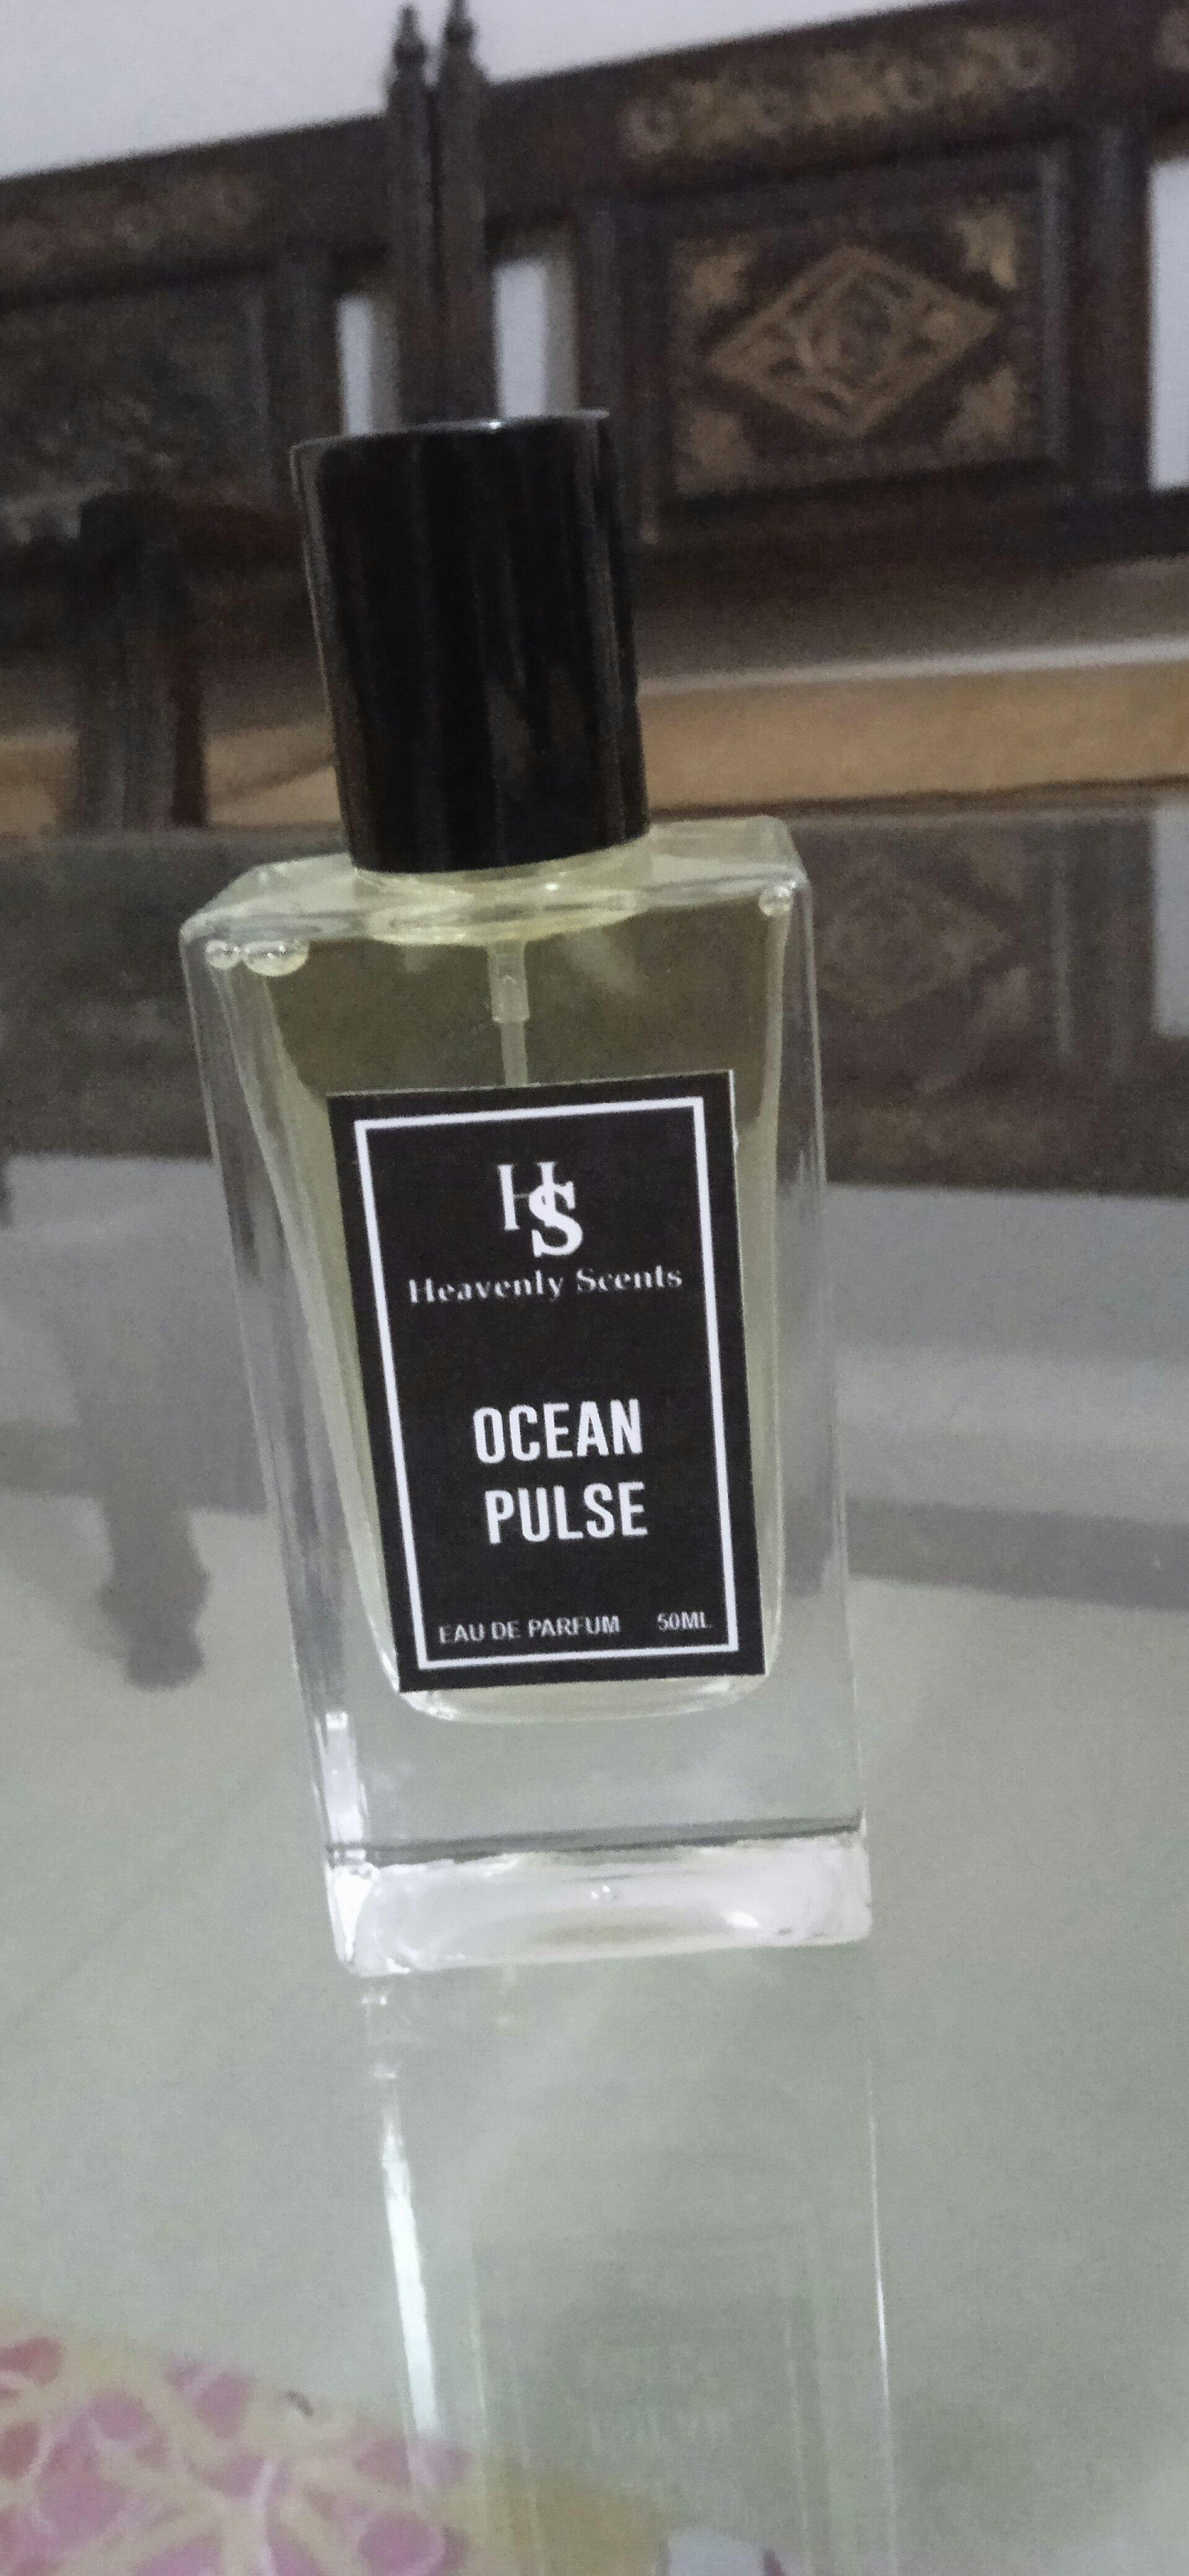 HS
Heavenly Scents
OCEAN
PULSE
EAU DE PARFUM 50ML